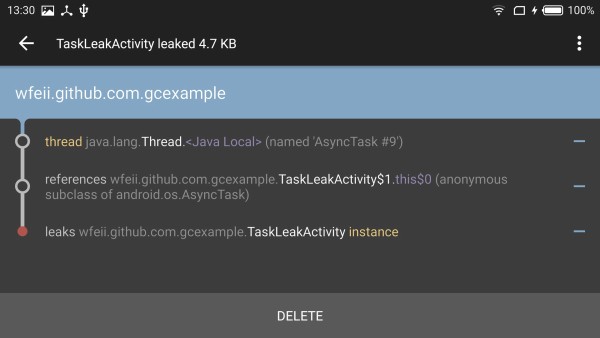 13:30 100%
TaskLeakActivity leaked 4.7 KB
wfeii.github.com.gcexample
thread java.lang.Thread.<Java Local> (named 'AsyncTask #9')
references wfeii.github.com.gcexample.TaskLeakActivity$1.this$0 (anonymous
subclass of android.os.AsyncTask)
leaks wfeii.github.com.gcexample.TaskLeakActivity instance
DELETE